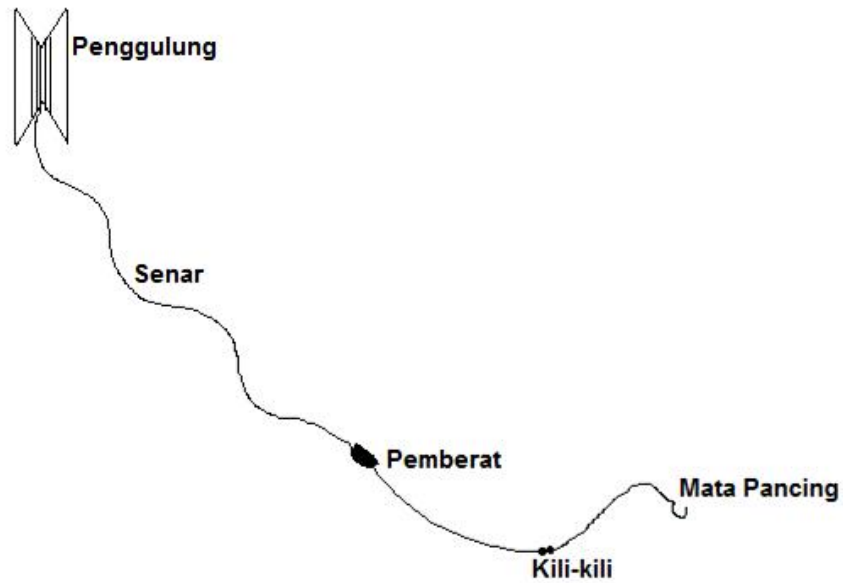 Penggulung
Senar
Pemberat
Mata Pancing
Kili-kili